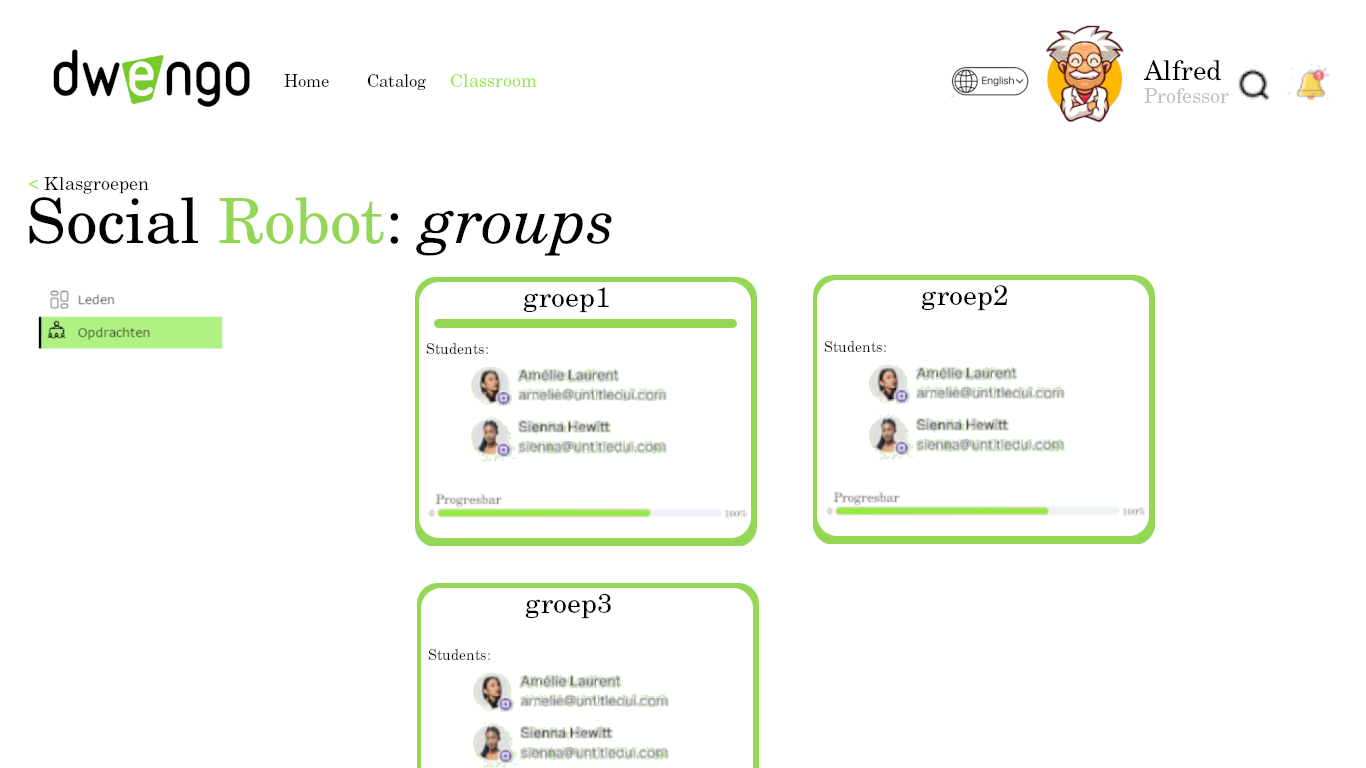 dwengo
Home Catalog Classroom
English
Alfred
Professor
< Klasgroepen
Social Robot: groups
Leden
Opdrachten
groep1
Students:
Amélie Laurent
amelie@untitledui.com
Sienna Hewitt
sienna@untitledui.com
Progresbar
0 100%
groep2
Students:
Amélie Laurent
amelie@untitledui.com
Sienna Hewitt
sienna@untitledui.com
Progresbar
0 100%
groep3
Students:
Amélie Laurent
amelie@untitledui.com
Sienna Hewitt
sienna@untitledui.com